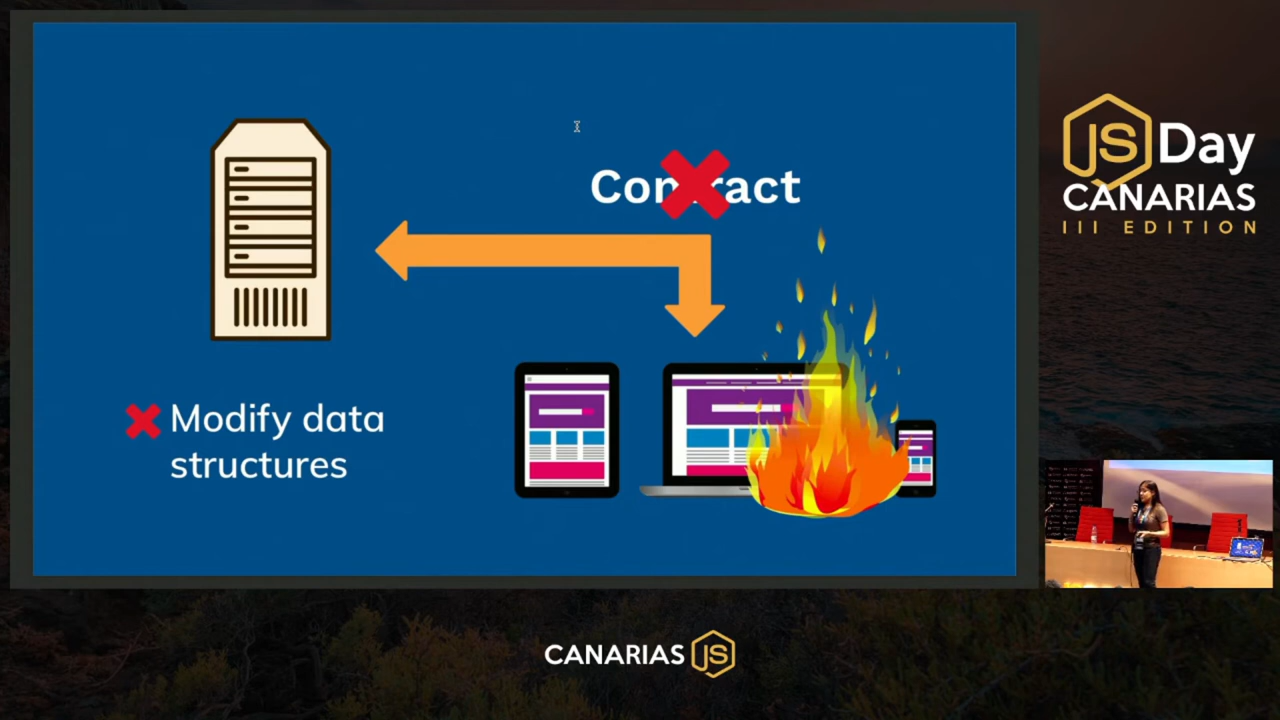 Contract
Modify data
structures
JS Day
CANARIAS
III EDITION
CANARIAS JS